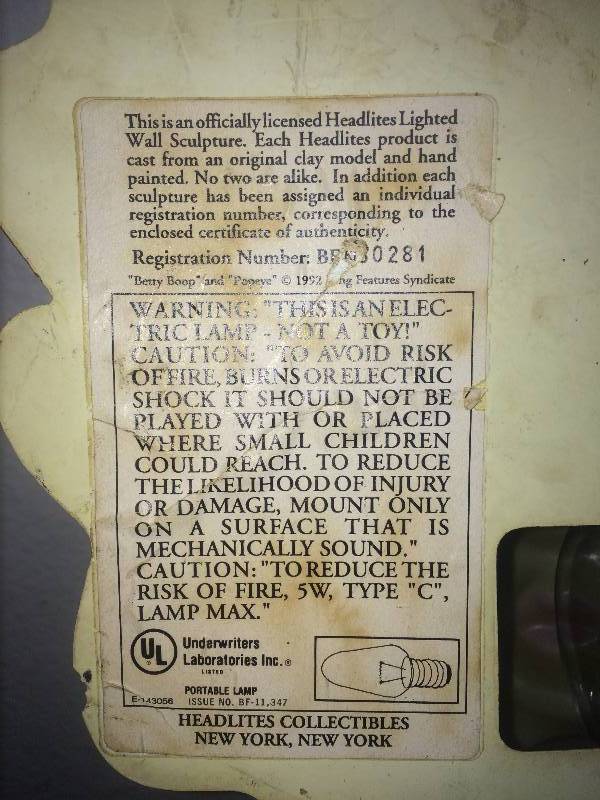 This is an officially licensed Headlites Lighted
Wall Sculpture. Each Headlites product is
cast from an original clay model and hand
painted. No two are alike. In addition each
sculpture has been assigned an individual
registration number, corresponding to the
enclosed certificate of authenticity.
Registration Number:
"Betty Boop" and "Popeye" © 1992 Features Syndicate
WARNING: "THIS IS AN ELEC-
TRIC LAMP - NOT A TOY!"
CAUTION: "TO AVOID RISK
OF FIRE, BURNS OR ELECTRIC
SHOCK IT SHOULD NOT BE
PLAYED WITH OR PLACED
WHERE SMALL CHILDREN
COULD REACH. TO REDUCE
THE LIKELIHOOD OF INJURY
OR DAMAGE, MOUNT ONLY
ON A SURFACE THAT IS
MECHANICALLY SOUND."
CAUTION: "TO REDUCE THE
RISK OF FIRE, 5W, TYPE "C",
LAMP MAX."
UL Underwriters
Laboratories Inc.®
LISTED
PORTABLE LAMP
E-143056 ISSUE NO. BF-11,347
HEADLITES COLLECTIBLES
NEW YORK, NEW YORK